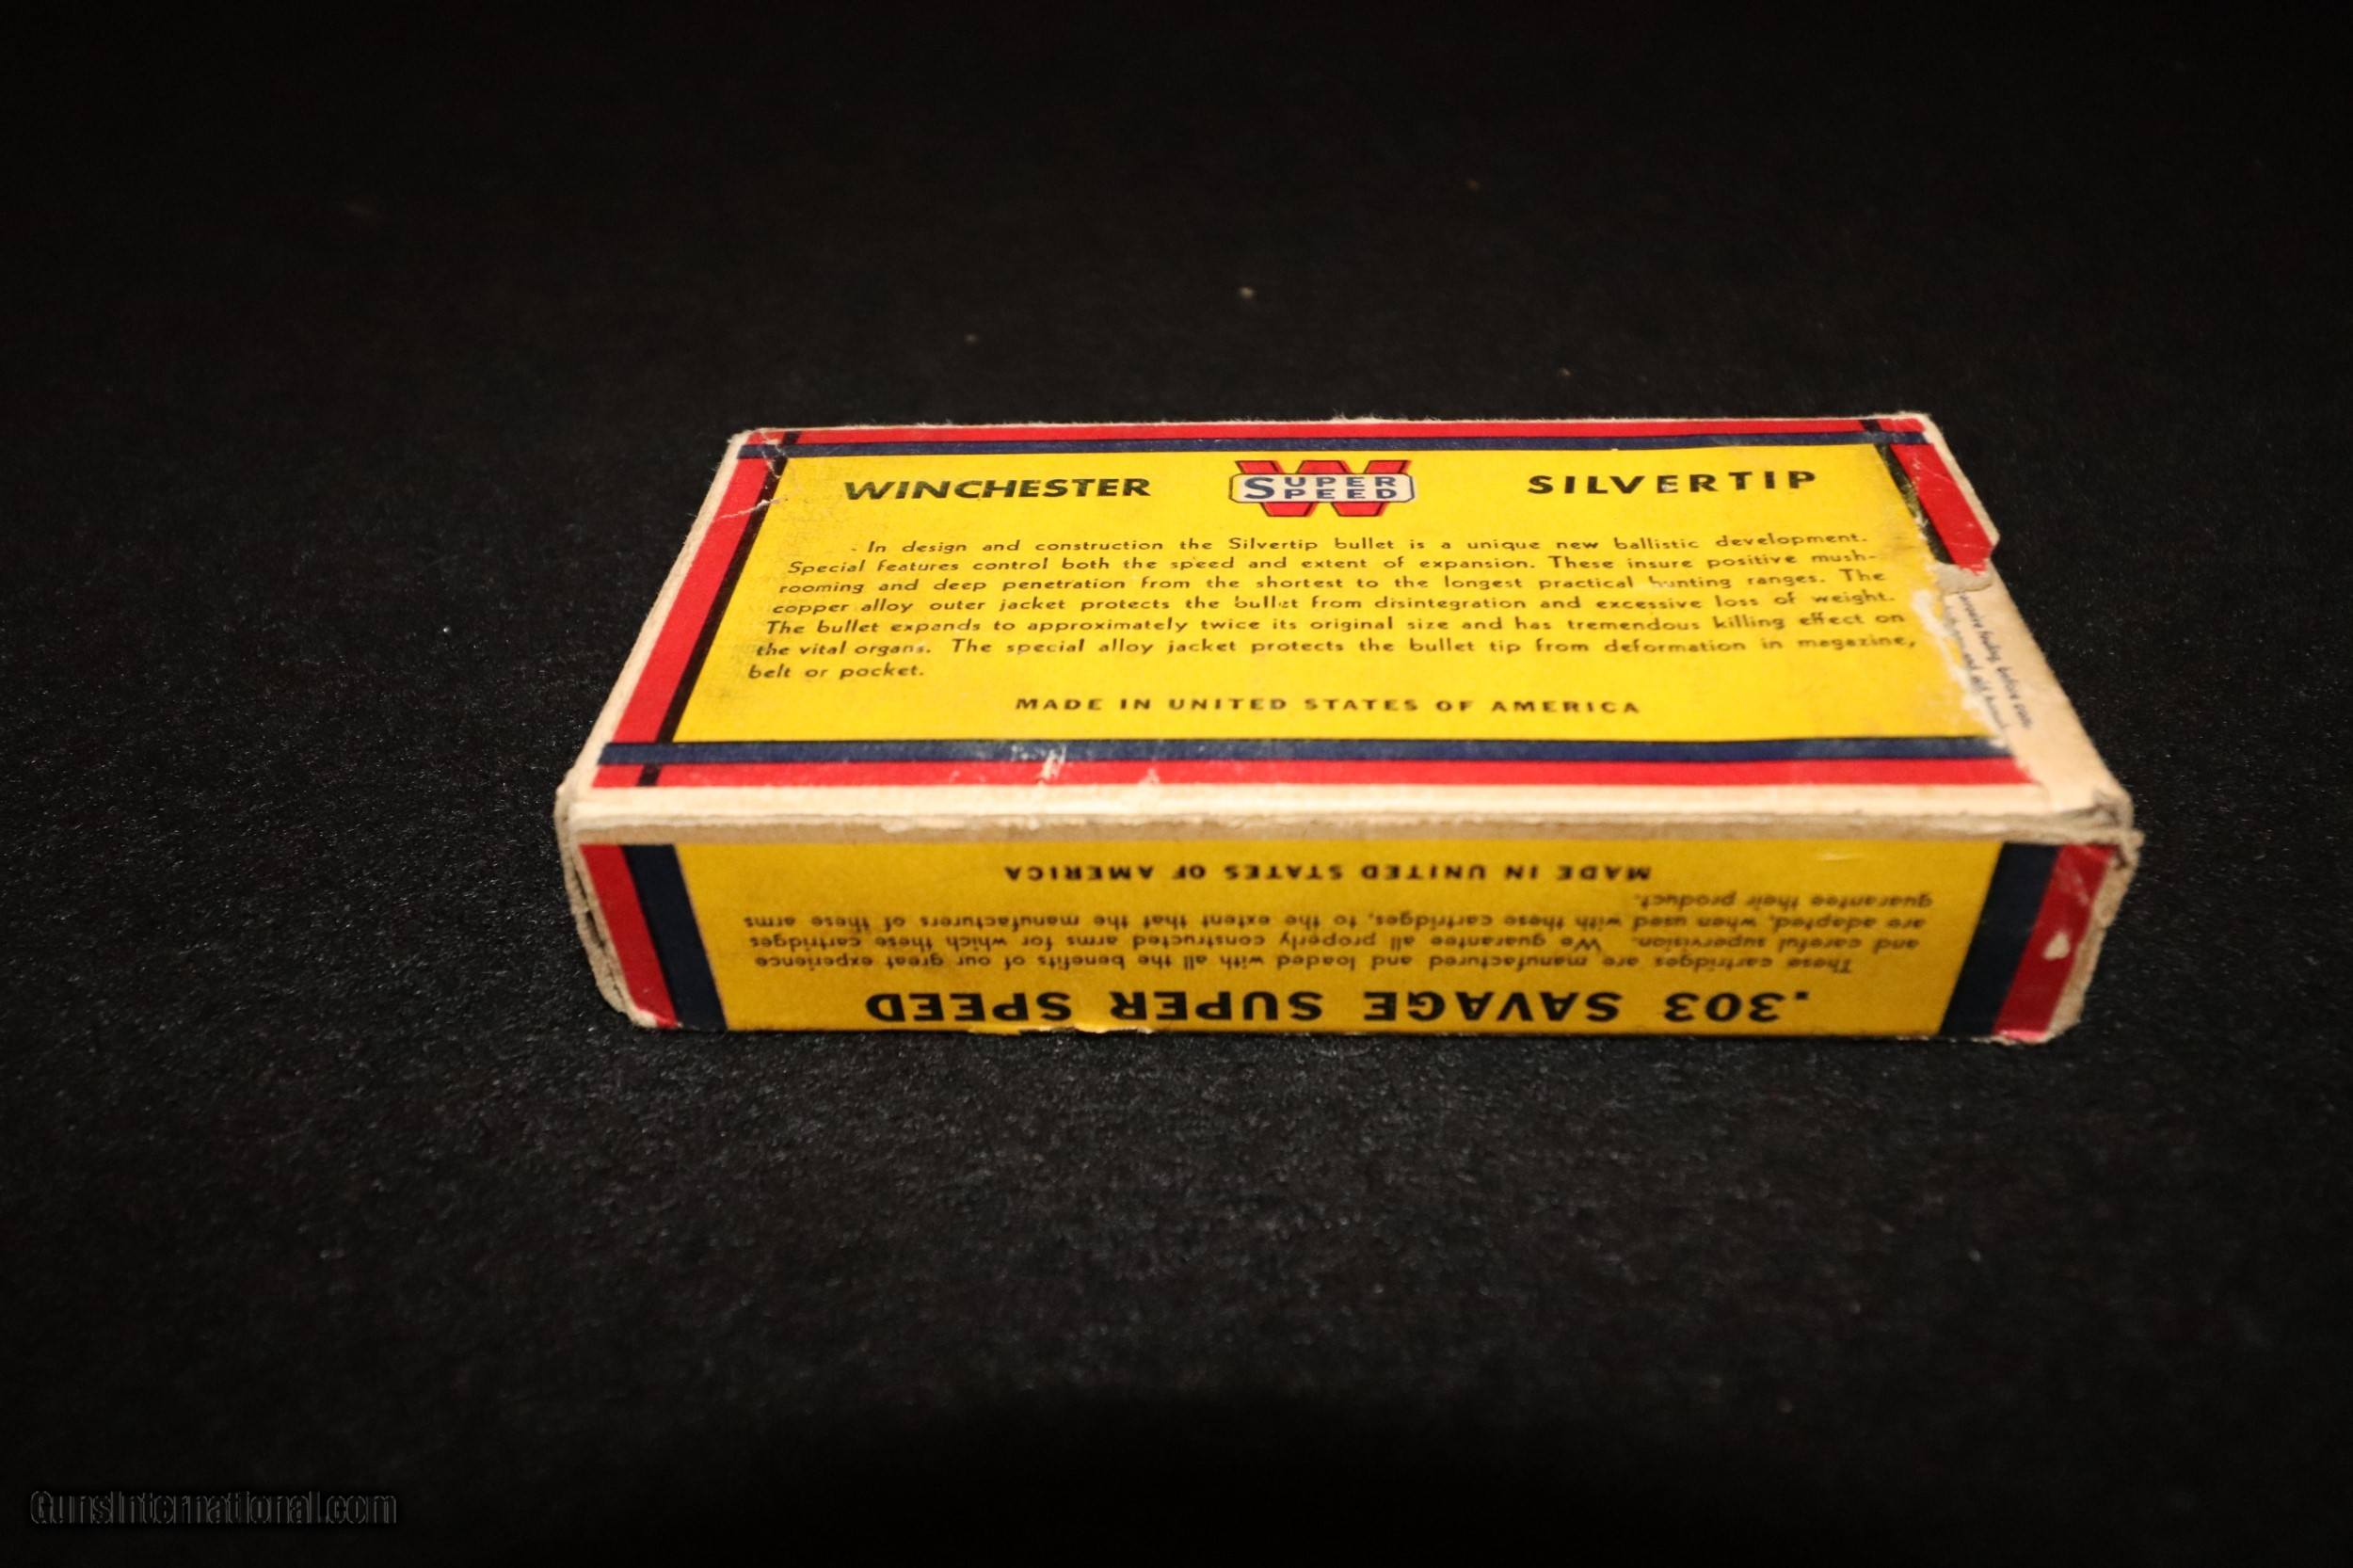 WINCHESTER SUPER SPEED W SILVERTIP
In design and construction the Silvertip bullet is a unique new ballistic development.
Special features control both the speed and extent of expansion. These insure positive mush-
rooming and deep penetration from the shortest to the longest practical hunting ranges. The
copper alloy outer jacket protects the bullet from disintegration and excessive loss of weight.
The bullet expands to approximately twice its original size and has tremendous killing effect on
the vital organs. The special alloy jacket protects the bullet tip from deformation in magazine,
belt or pocket.
MADE IN UNITED STATES OF AMERICA
.303 SAVAGE SUPER SPEED
These cartridges are manufactured and loaded with all the benefits of our great experience
and careful supervision. We guarantee all properly constructed arms for which these cartridges
are adapted, when used with these cartridges, to the extent that the manufacturers of these arms
guarantee their product.
MADE IN UNITED STATES OF AMERICA
GunsInternational.com